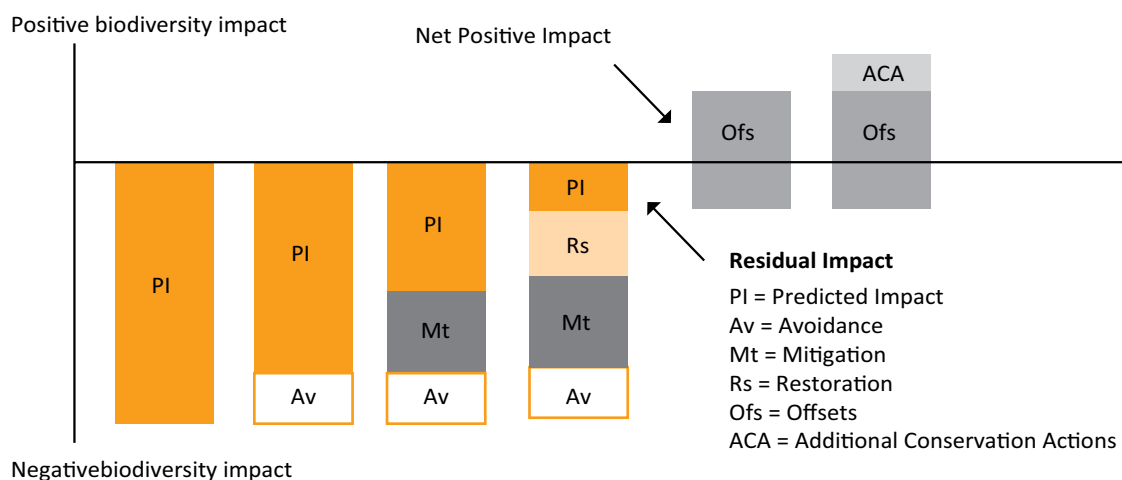 Positive biodiversity impact
Net Positive Impact
ACA
Ofs
Ofs
PI
PI
PI
PI
Rs
Mt
Mt
Av
Av
Av
Residual Impact
PI = Predicted Impact
Av = Avoidance
Mt = Mitigation
Rs = Restoration
Ofs = Offsets
ACA = Additional Conservation Actions
Negativebiodiversity impact